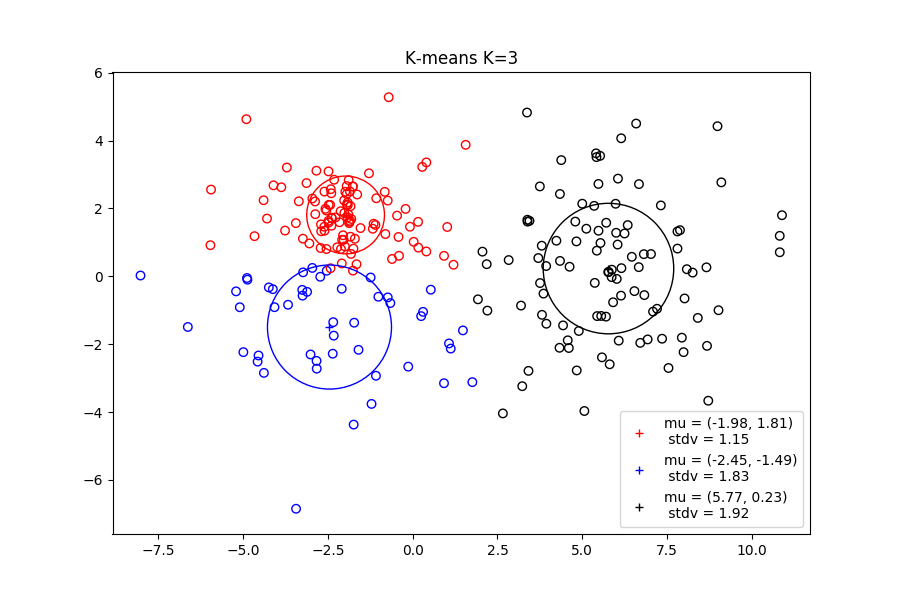 K-means K=3
6
4
2
0
−2
−4
−6
−7.5
−5.0
−2.5
0.0
2.5
5.0
7.5
10.0
mu = (-1.98, 1.81)
stdv = 1.15
mu = (-2.45, -1.49)
stdv = 1.83
mu = (5.77, 0.23)
stdv = 1.92